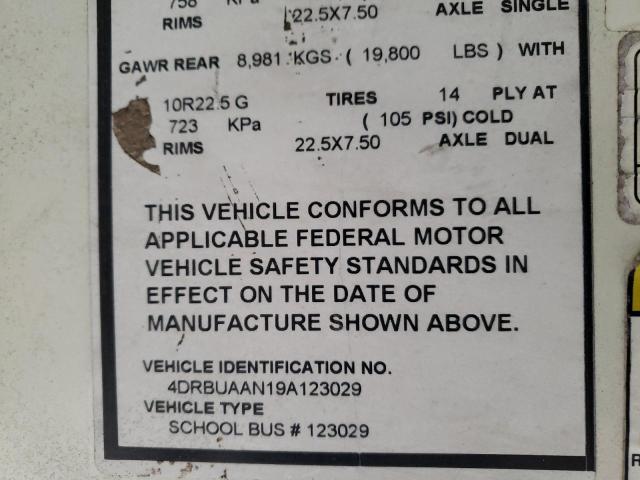 758 KPa
RIMS 22.5X7.50 AXLE SINGLE
GAWR REAR 8,981 KGS ( 19,800 LBS ) WITH
10R22.5 G TIRES 14 PLY AT
723 KPa ( 105 PSI) COLD
RIMS 22.5X7.50 AXLE DUAL
THIS VEHICLE CONFORMS TO ALL
APPLICABLE FEDERAL MOTOR
VEHICLE SAFETY STANDARDS IN
EFFECT ON THE DATE OF
MANUFACTURE SHOWN ABOVE.
VEHICLE IDENTIFICATION NO.
4DRBUAAN19A123029
VEHICLE TYPE
SCHOOL BUS # 123029
R